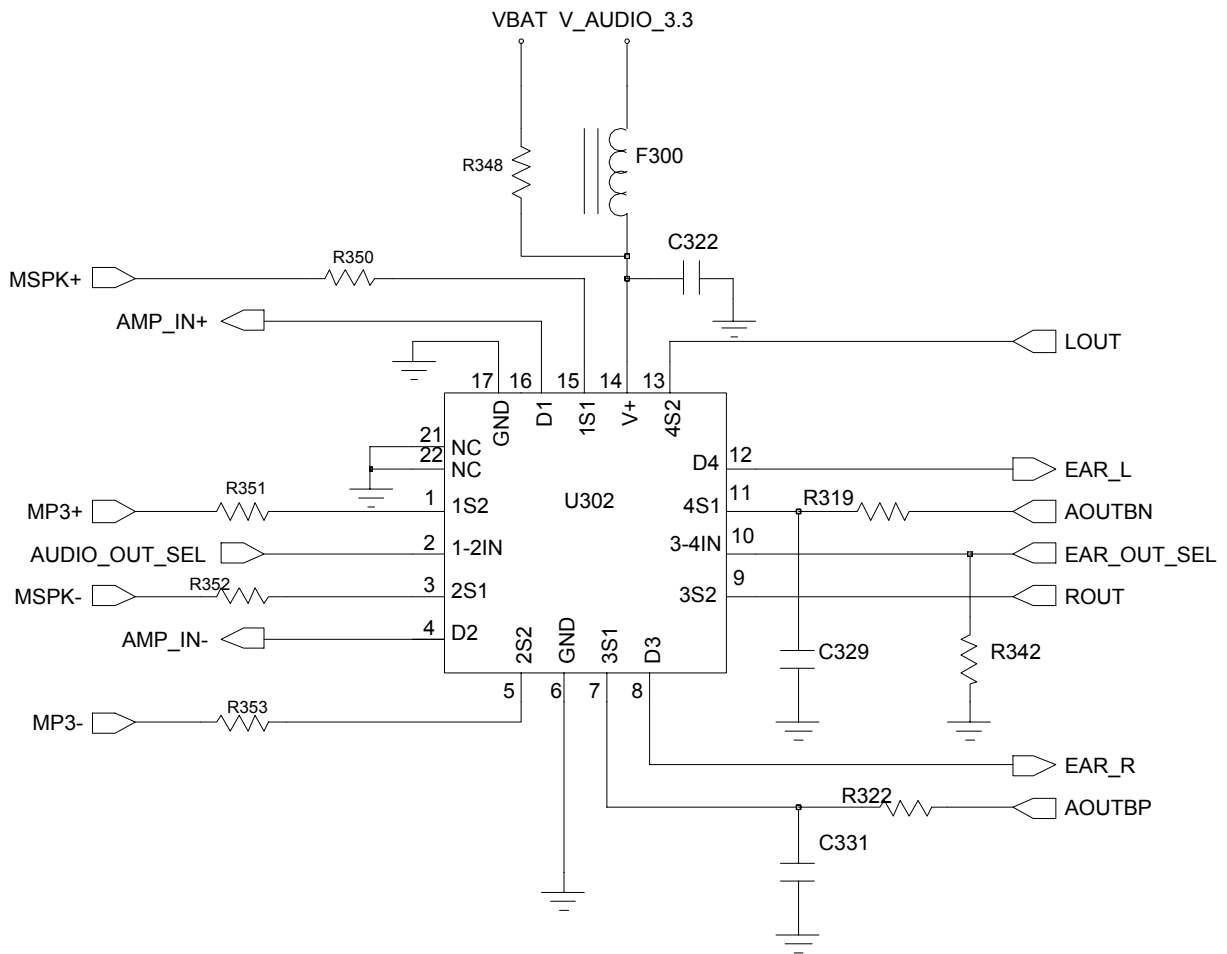 VBAT V_AUDIO_3.3
R348
F300
C322
R350
MSPK+
AMP_IN+
LOUT
17 16 15 14 13
GND D1 1S1 V+ 4S2
21 NC
22 NC
D4 12
EAR_L
R351
MP3+
1 1S2
U302
4S1 11
R319
AOUTBN
AUDIO_OUT_SEL
2 1-2IN
3-4IN 10
EAR_OUT_SEL
R352
MSPK-
3 2S1
3S2 9
ROUT
AMP_IN-
4 D2
2S2 GND 3S1 D3
5 6 7 8
C329
R342
R353
MP3-
EAR_R
R322
AOUTBP
C331